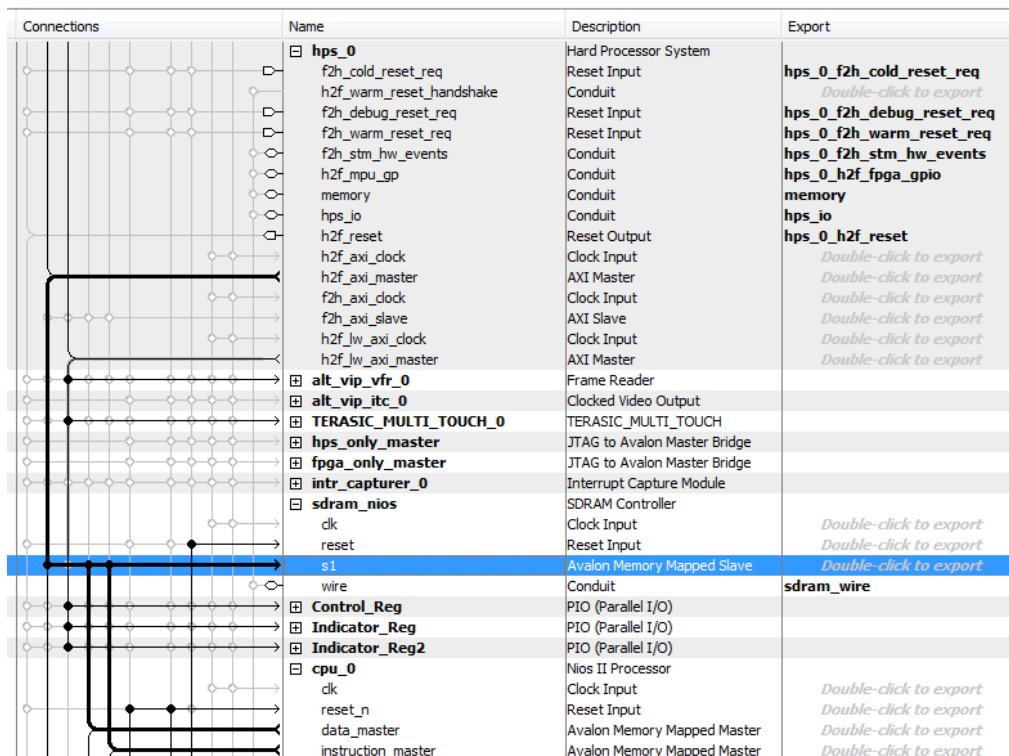 Connections Name Description Export
hps_0 Hard Processor System
f2h_cold_reset_req Reset Input hps_0_f2h_cold_reset_req
h2f_warm_reset_handshake Conduit Double-click to export
f2h_debug_reset_req Reset Input hps_0_f2h_debug_reset_req
f2h_warm_reset_req Reset Input hps_0_f2h_warm_reset_req
f2h_stm_hw_events Conduit hps_0_f2h_stm_hw_events
h2f_mpu_gp Conduit hps_0_h2f_fpga_gpio
memory Conduit memory
hps_io Conduit hps_io
h2f_reset Reset Output hps_0_h2f_reset
h2f_axi_clock Clock Input Double-click to export
h2f_axi_master AXI Master Double-click to export
f2h_axi_clock Clock Input Double-click to export
f2h_axi_slave AXI Slave Double-click to export
h2f_lw_axi_clock Clock Input Double-click to export
h2f_lw_axi_master AXI Master Double-click to export
alt_vip_vfr_0 Frame Reader
alt_vip_itc_0 Clocked Video Output
TERASIC_MULTI_TOUCH_0 TERASIC_MULTI_TOUCH
hps_only_master JTAG to Avalon Master Bridge
fpga_only_master JTAG to Avalon Master Bridge
intr_capturer_0 Interrupt Capture Module
sdram_nios SDRAM Controller
clk Clock Input Double-click to export
reset Reset Input Double-click to export
s1 Avalon Memory Mapped Slave Double-click to export
wire Conduit sdram_wire
Control_Reg PIO (Parallel I/O)
Indicator_Reg PIO (Parallel I/O)
Indicator_Reg2 PIO (Parallel I/O)
cpu_0 Nios II Processor
clk Clock Input Double-click to export
reset_n Reset Input Double-click to export
data_master Avalon Memory Mapped Master Double-click to export
instruction_master Avalon Memory Mapped Master Double-click to export